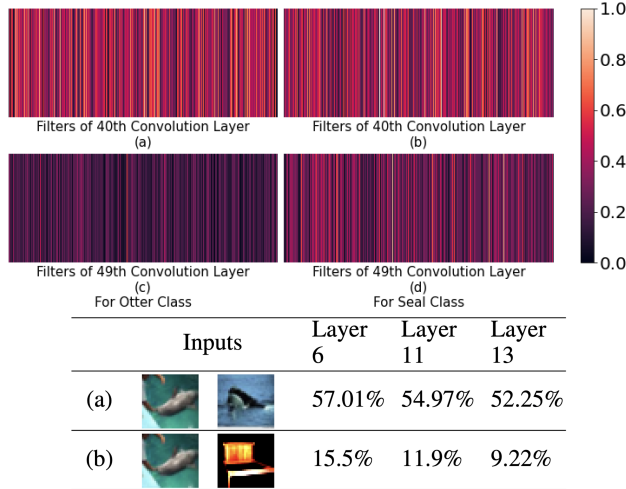 1.0
0.8
0.6
0.4
0.2
0.0
Filters of 40th Convolution Layer
(a)
Filters of 40th Convolution Layer
(b)
Filters of 49th Convolution Layer
(c)
For Otter Class
Filters of 49th Convolution Layer
(d)
For Seal Class
Inputs
Layer
6
Layer
11
Layer
13
(a) 57.01% 54.97% 52.25%
(b) 15.5% 11.9% 9.22%